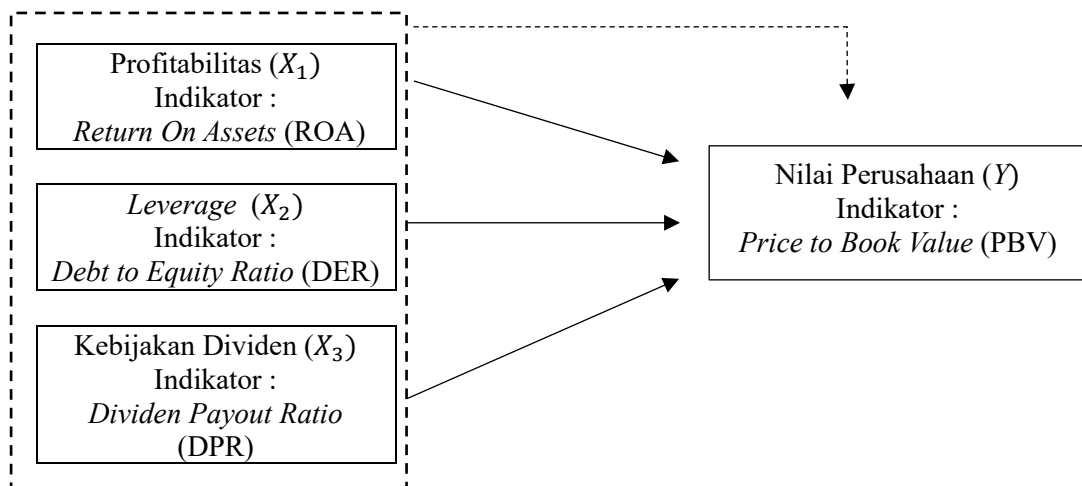 Profitabilitas (𝑋₁)
Indikator :
Return On Assets (ROA)
Leverage (𝑋₂)
Indikator :
Debt to Equity Ratio (DER)
Kebijakan Dividen (𝑋₃)
Indikator :
Dividen Payout Ratio
(DPR)
Nilai Perusahaan (Y)
Indikator :
Price to Book Value (PBV)